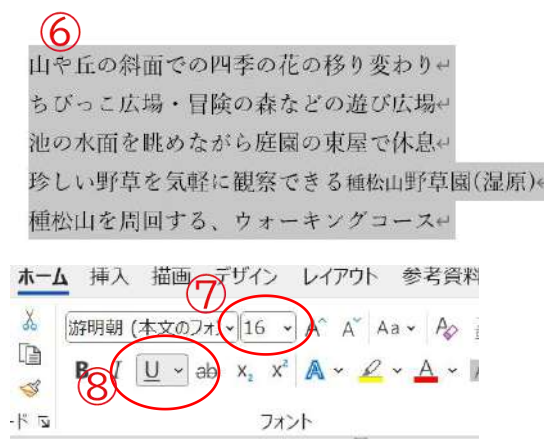 ⑥
山や丘の斜面での四季の花の移り変わり↵
ちびっこ広場・冒険の森などの遊び広場↵
池の水面を眺めながら庭園の東屋で休息↵
珍しい野草を気軽に観察できる種松山野草園(湿原)↵
種松山を周回する、ウォーキングコース↵
ホーム 挿入 描画 デザイン レイアウト 参考資料
⑦
游明朝 (本文のフォ 16 A^ A˅ Aa A
B I U ab x₂ x² A A
⑧
フォント